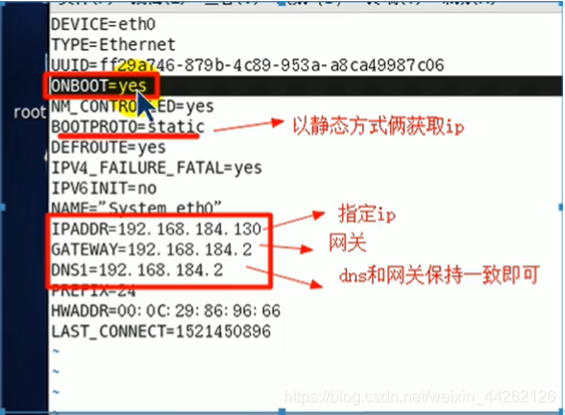 DEVICE=eth0
TYPE=Ethernet
UUID=ff29a746-879b-4c89-953a-a8ca49987c06
ONBOOT=yes
root
NM_CONTROLLED=yes
BOOTPROTO=static 以静态方式俩获取ip
DEFROUTE=yes
IPV4_FAILURE_FATAL=yes
IPV6INIT=no
NAME="System eth0"
IPADDR=192.168.184.130 指定ip
GATEWAY=192.168.184.2 网关
DNS1=192.168.184.2 dns和网关保持一致即可
PREFIX=24
HWADDR=00:0C:29:86:96:66
LAST_CONNECT=1521450896
~
~
~
~
https://blog.csdn.net/weixin_44262126